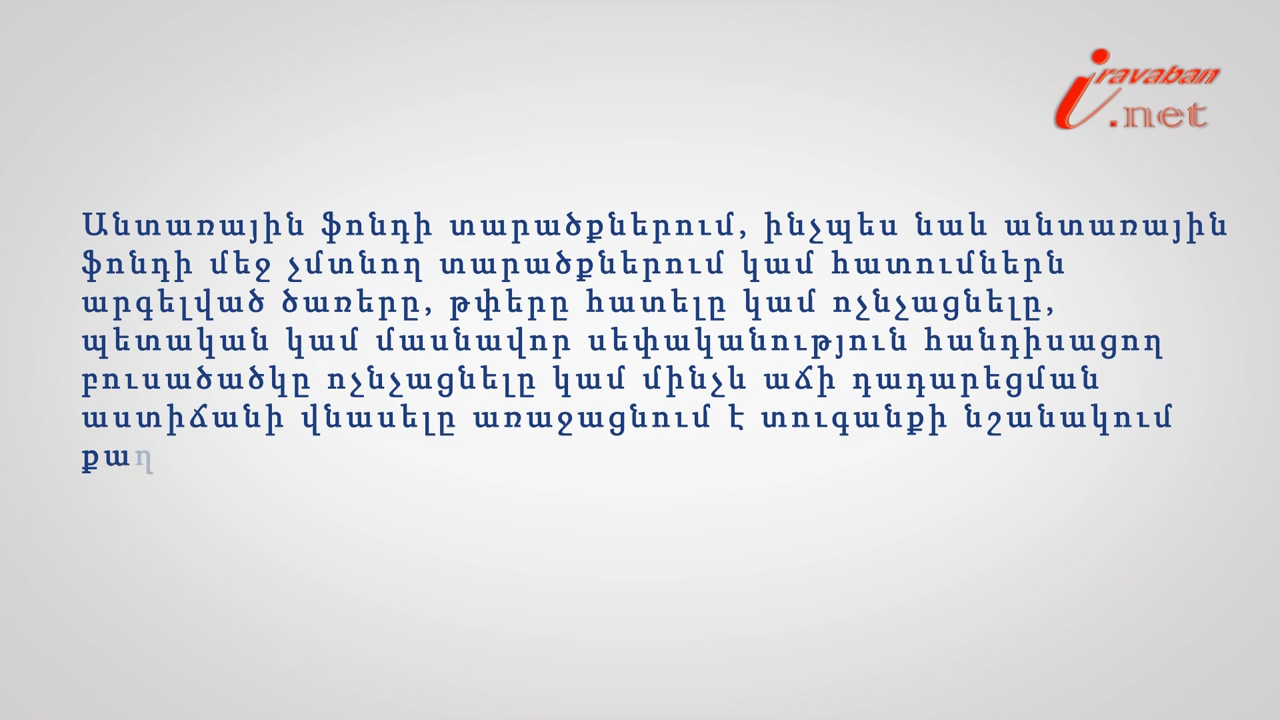 iravaban
.net
Անտառային ֆոնդի տարածքներում, ինչպես նաև անտառային
ֆոնդի մեջ չմտնող տարածքներում կամ հատումներն
արգելված ծառերը, թփերը հատելը կամ ոչնչացնելը,
պետական կամ մասնավոր սեփականություն հանդիսացող
բուսածածկը ոչնչացնելը կամ մինչև աճի դադարեցման
աստիճանի վնասելը առաջացնում է տուգանքի նշանակում
քաղ